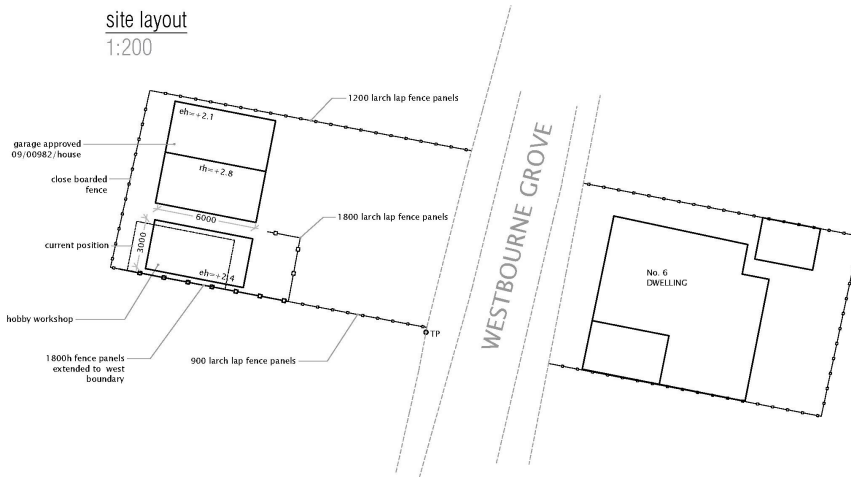 site layout
1:200
1200 larch lap fence panels
eh=+2.1
garage approved
09/00982/house
rh=+2.8
close boarded
fence
6000
1800 larch lap fence panels
current position
3000
eh=+2.4
hobby workshop
1800h fence panels
extended to west
boundary
900 larch lap fence panels
TP
WESTBOURNE GROVE
No. 6
DWELLING